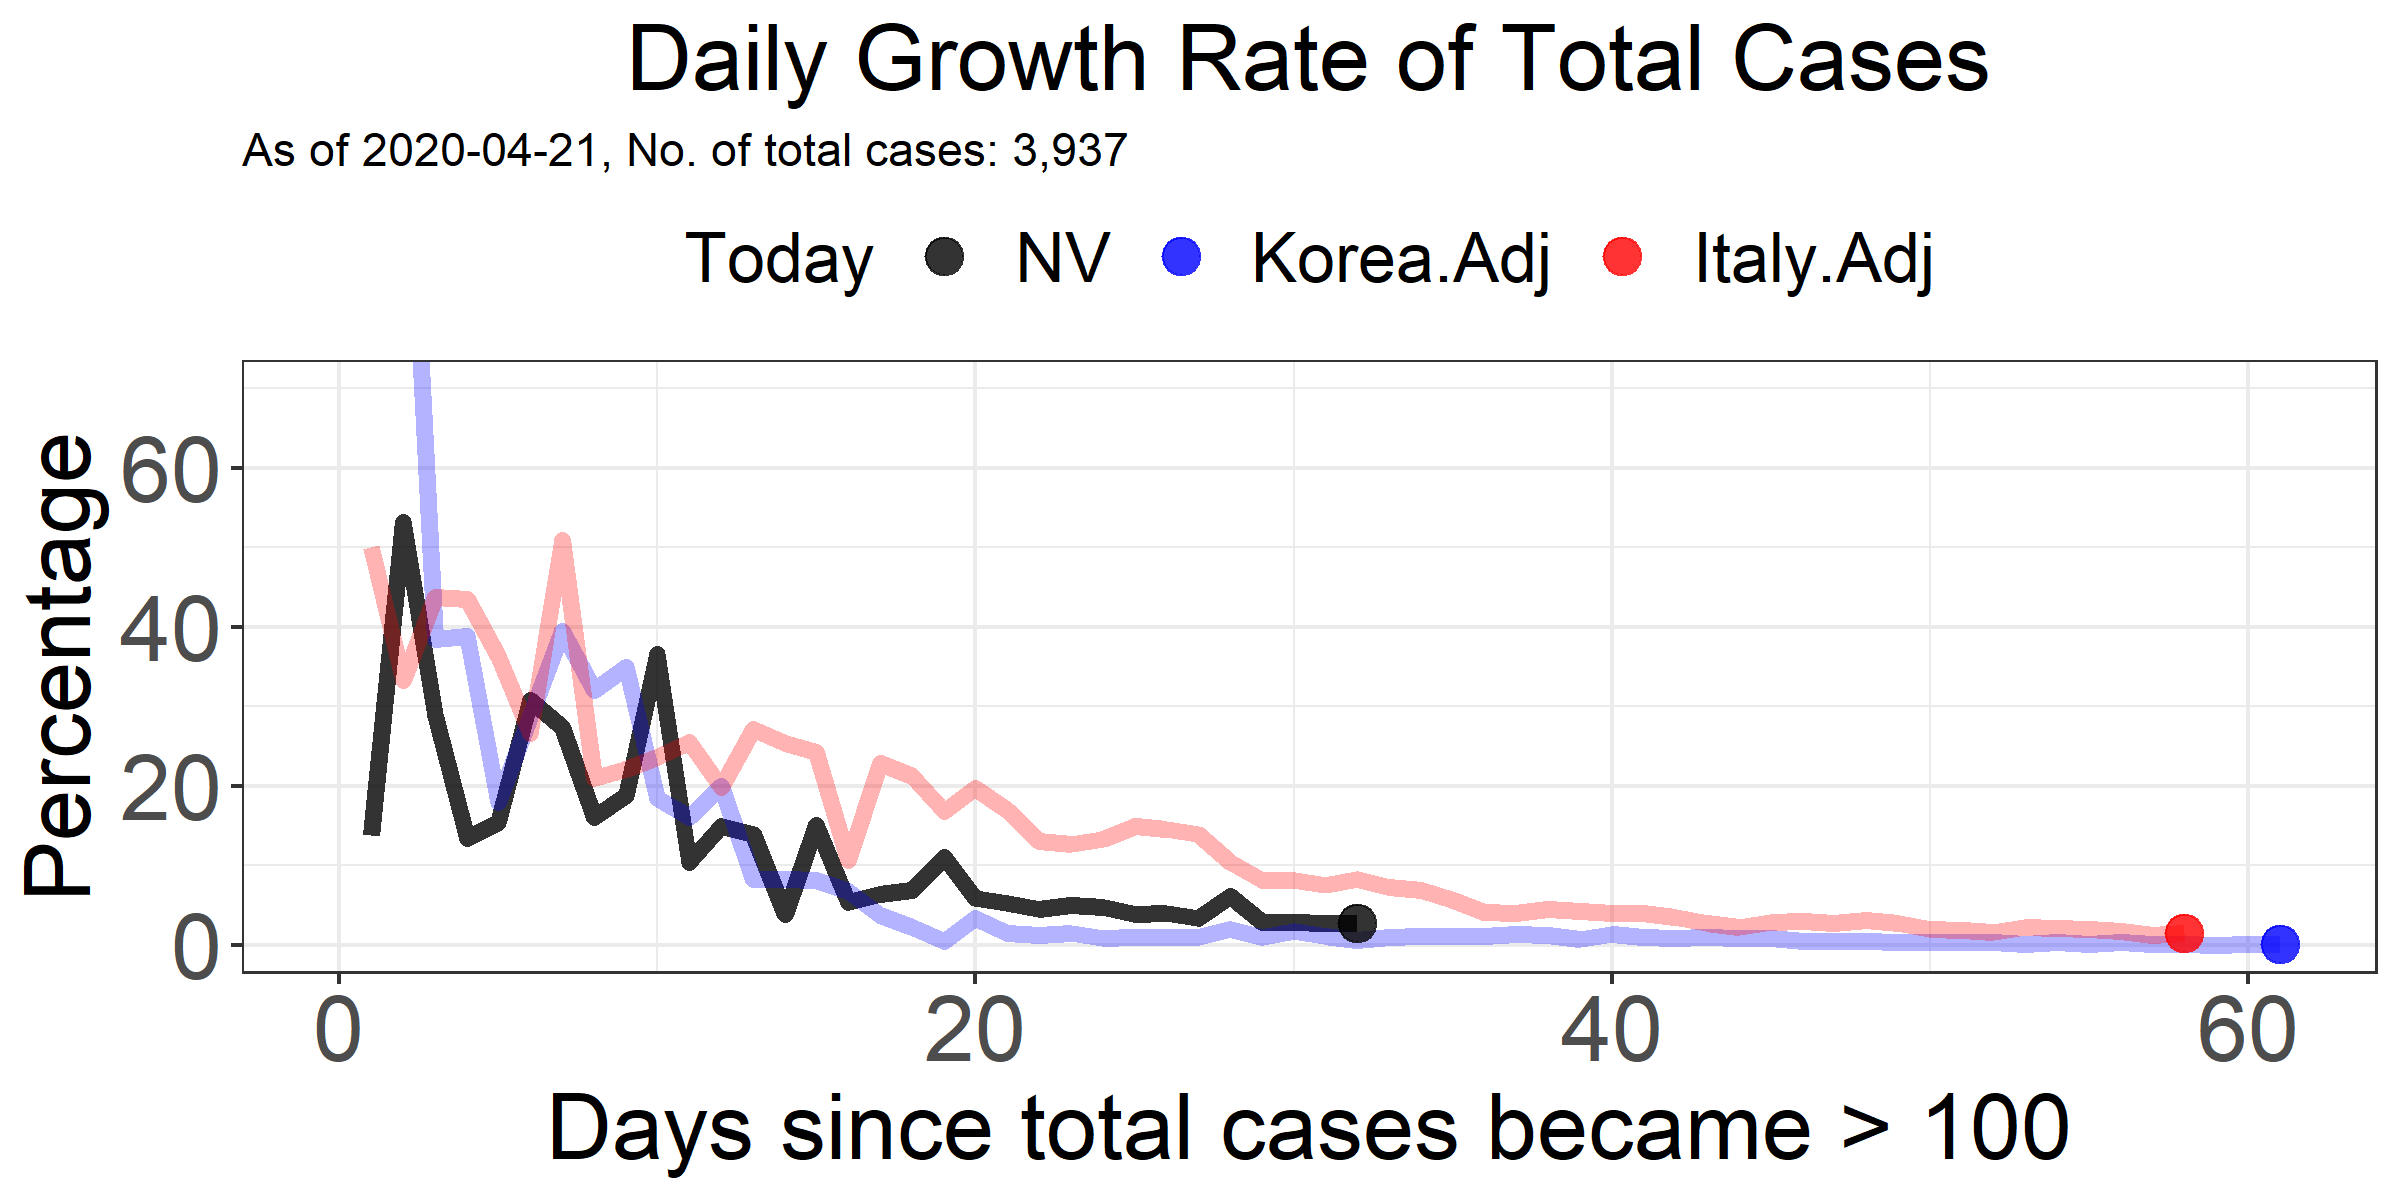 Daily Growth Rate of Total Cases
As of 2020-04-21, No. of total cases: 3,937
Today NV Korea.Adj Italy.Adj
Percentage
60
40
20
0
0 20 40 60
Days since total cases became > 100